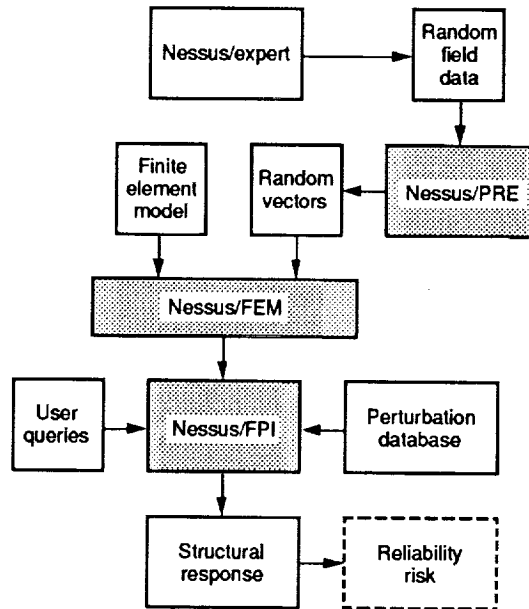 Nessus/expert
Random
field
data
Finite
element
model
Random
vectors
Nessus/PRE
Nessus/FEM
User
queries
Nessus/FPI
Perturbation
database
Structural
response
Reliability
risk